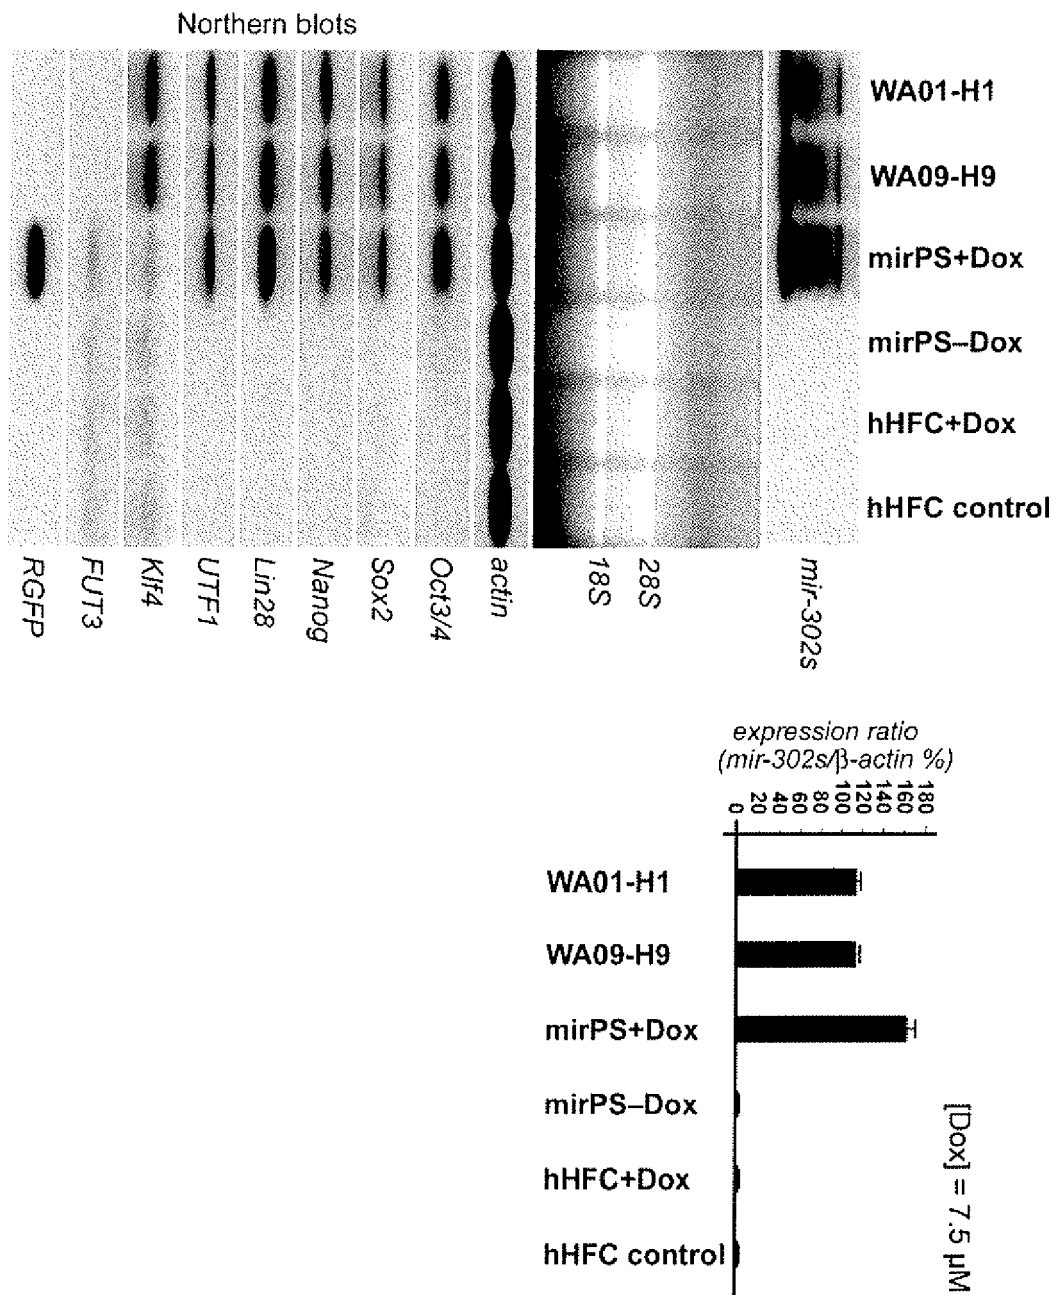 Northern blots
WA01-H1
WA09-H9
mirPS+Dox
mirPS–Dox
hHFC+Dox
hHFC control
RGFP
FUT3
Klf4
UTF1
Lin28
Nanog
Sox2
Oct3/4
actin
18S
28S
mir-302s
expression ratio
(mir-302s/β-actin %)
0
20
40
60
80
100
120
140
160
180
WA01-H1
WA09-H9
mirPS+Dox
mirPS–Dox
hHFC+Dox
hHFC control
[Dox] = 7.5 µM